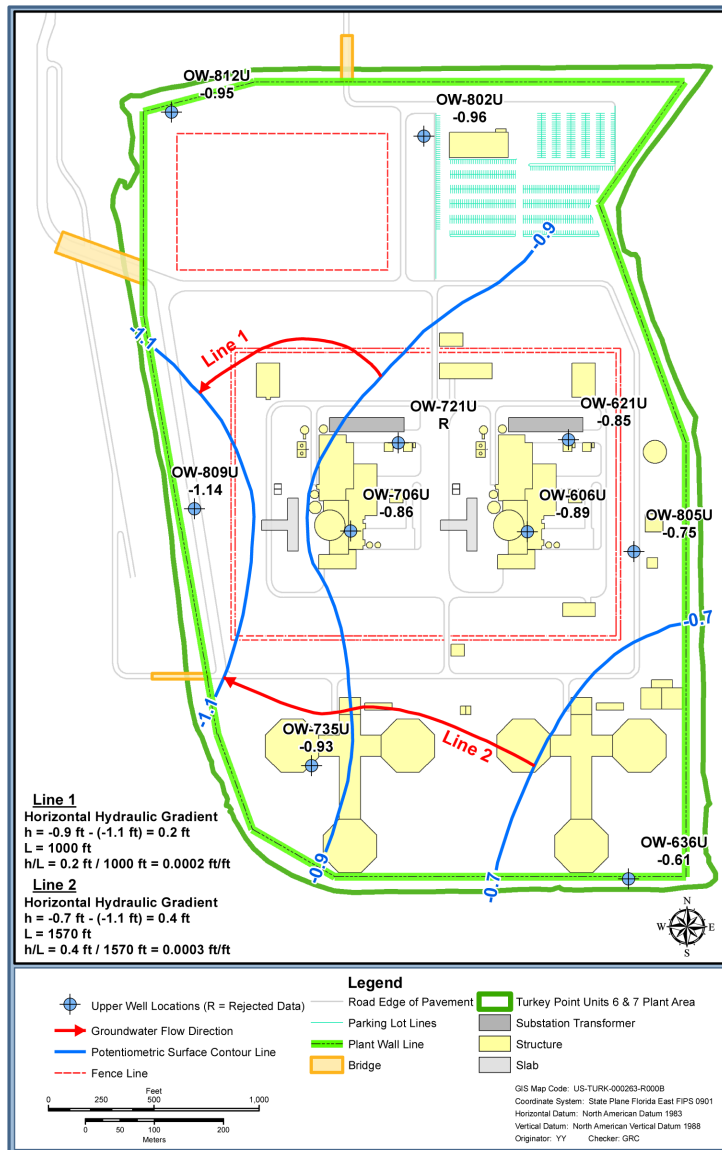 OW-812U
-0.95
OW-802U
-0.96
-0.9
-1.1
Line 1
OW-721U
R
OW-621U
-0.85
OW-809U
-1.14
OW-706U
-0.86
OW-606U
-0.89
OW-805U
-0.75
-0.7
-1.1
OW-735U
-0.93
Line 2
-0.9
-0.7
OW-636U
-0.61
Line 1
Horizontal Hydraulic Gradient
h = -0.9 ft - (-1.1 ft) = 0.2 ft
L = 1000 ft
h/L = 0.2 ft / 1000 ft = 0.0002 ft/ft
Line 2
Horizontal Hydraulic Gradient
h = -0.7 ft - (-1.1 ft) = 0.4 ft
L = 1570 ft
h/L = 0.4 ft / 1570 ft = 0.0003 ft/ft
N
W E
S
Legend
Upper Well Locations (R = Rejected Data)
Groundwater Flow Direction
Potentiometric Surface Contour Line
Fence Line
Road Edge of Pavement
Parking Lot Lines
Plant Wall Line
Bridge
Turkey Point Units 6 & 7 Plant Area
Substation Transformer
Structure
Slab
Feet
0 250 500 1,000
0 50 100 200
Meters
GIS Map Code: US-TURK-000263-R000B
Coordinate System: State Plane Florida East FIPS 0901
Horizontal Datum: North American Datum 1983
Vertical Datum: North American Vertical Datum 1988
Originator: YY Checker: GRC